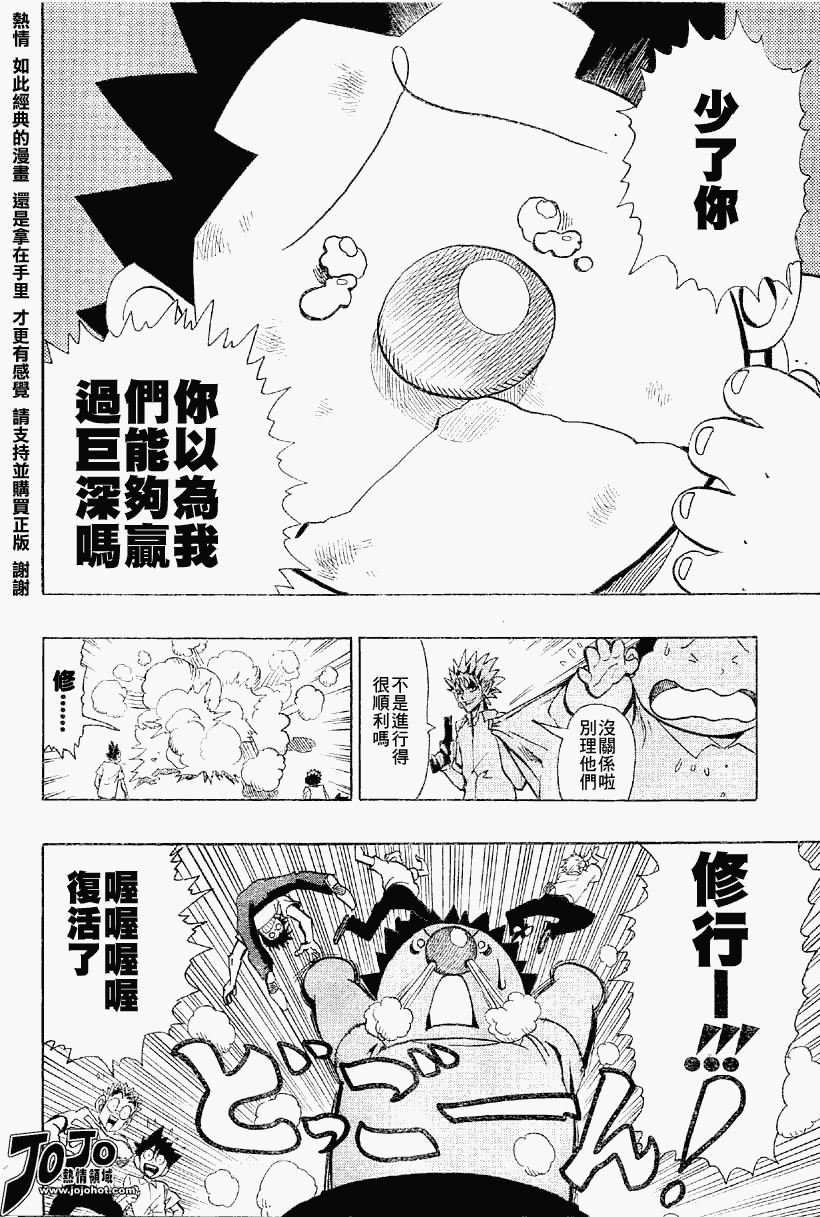 少了你
你以為我
們能夠贏
過巨深嗎
沒關係啦
別理他們
不是進行得
很順利嗎
修……
修行ー!!!!
喔喔喔喔
復活了
どっごーん!
熱情 如此經典的漫畫 還是拿在手里 才更有感覺 請支持並購買正版 謝謝
JOJO
熱情領域
www.jojohot.com